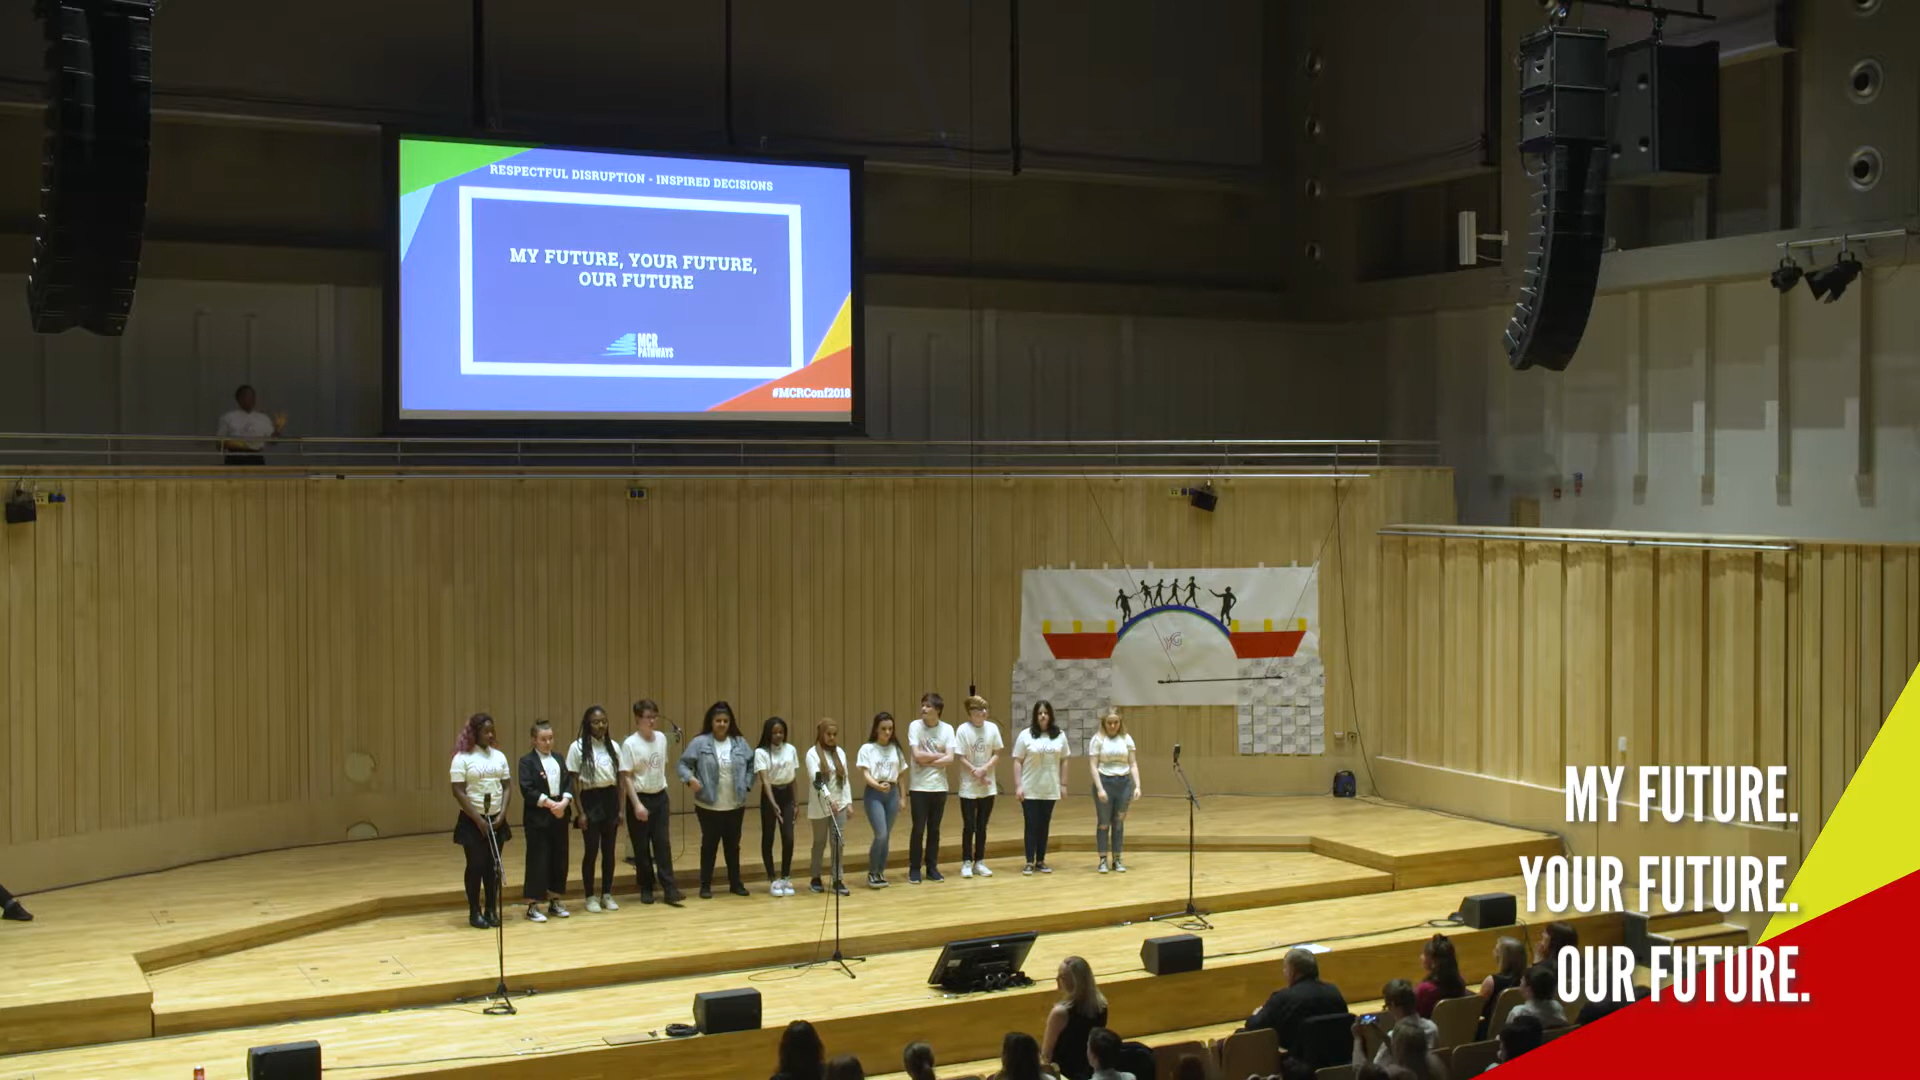 RESPECTFUL DISRUPTION - INSPIRED DECISIONS
MY FUTURE, YOUR FUTURE,
OUR FUTURE
MCR
PATHWAYS
#MCRConf2018
YG
MY FUTURE.
YOUR FUTURE.
OUR FUTURE.